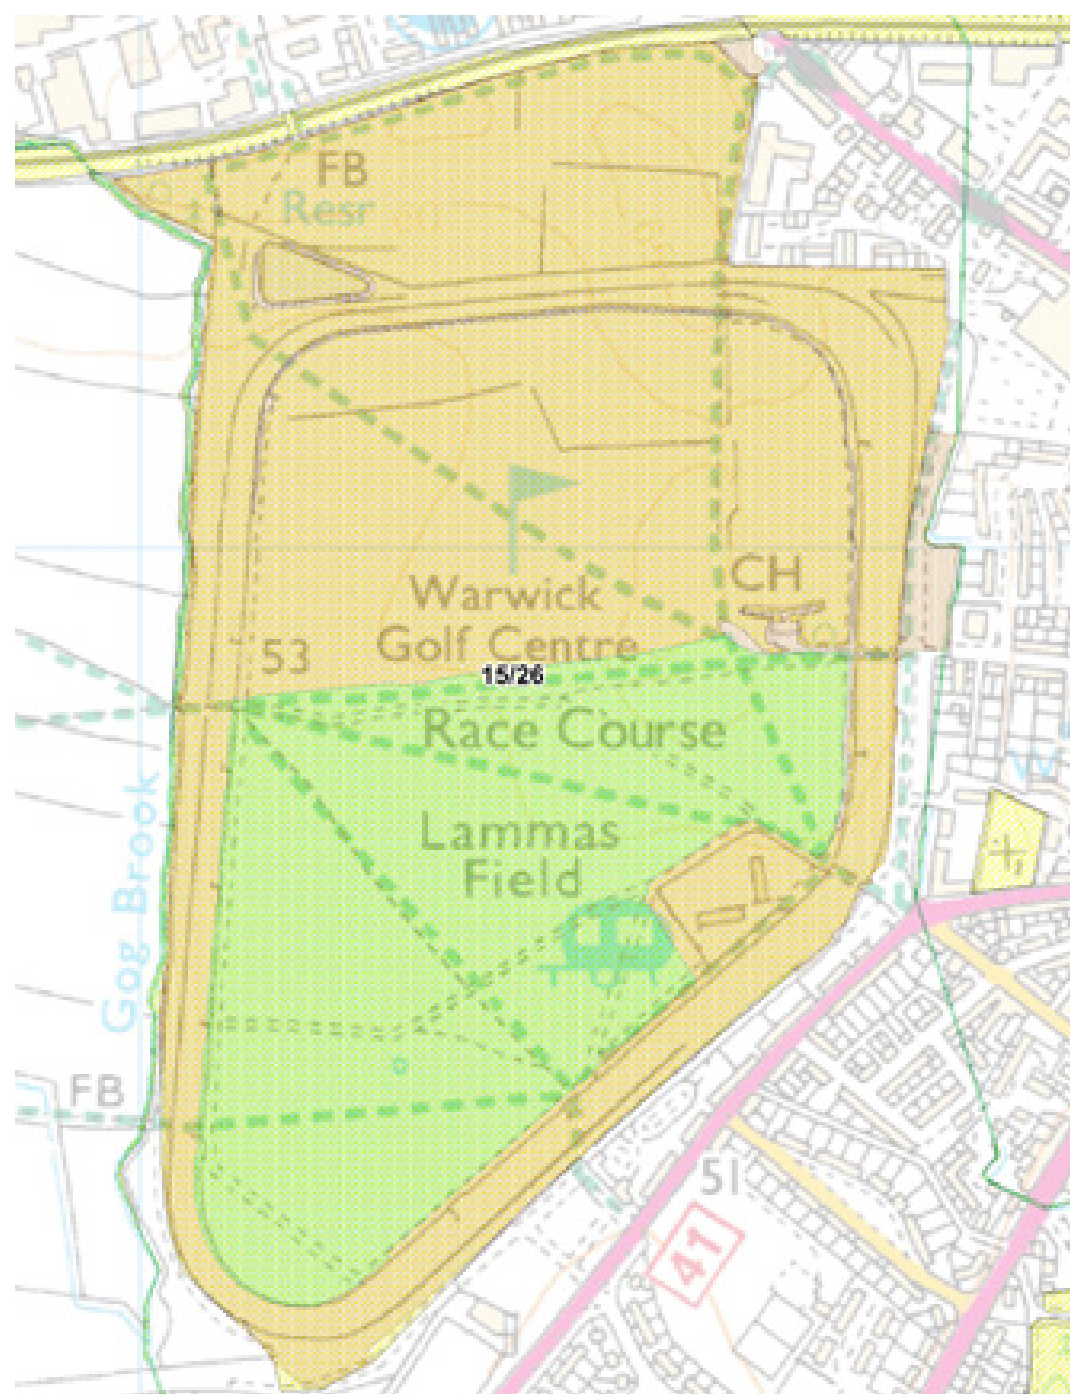 FB
Resr
CH
Warwick
Golf Centre
53
15/26
Race Course
Lammas
Field
Gog Brook
FB
51
41